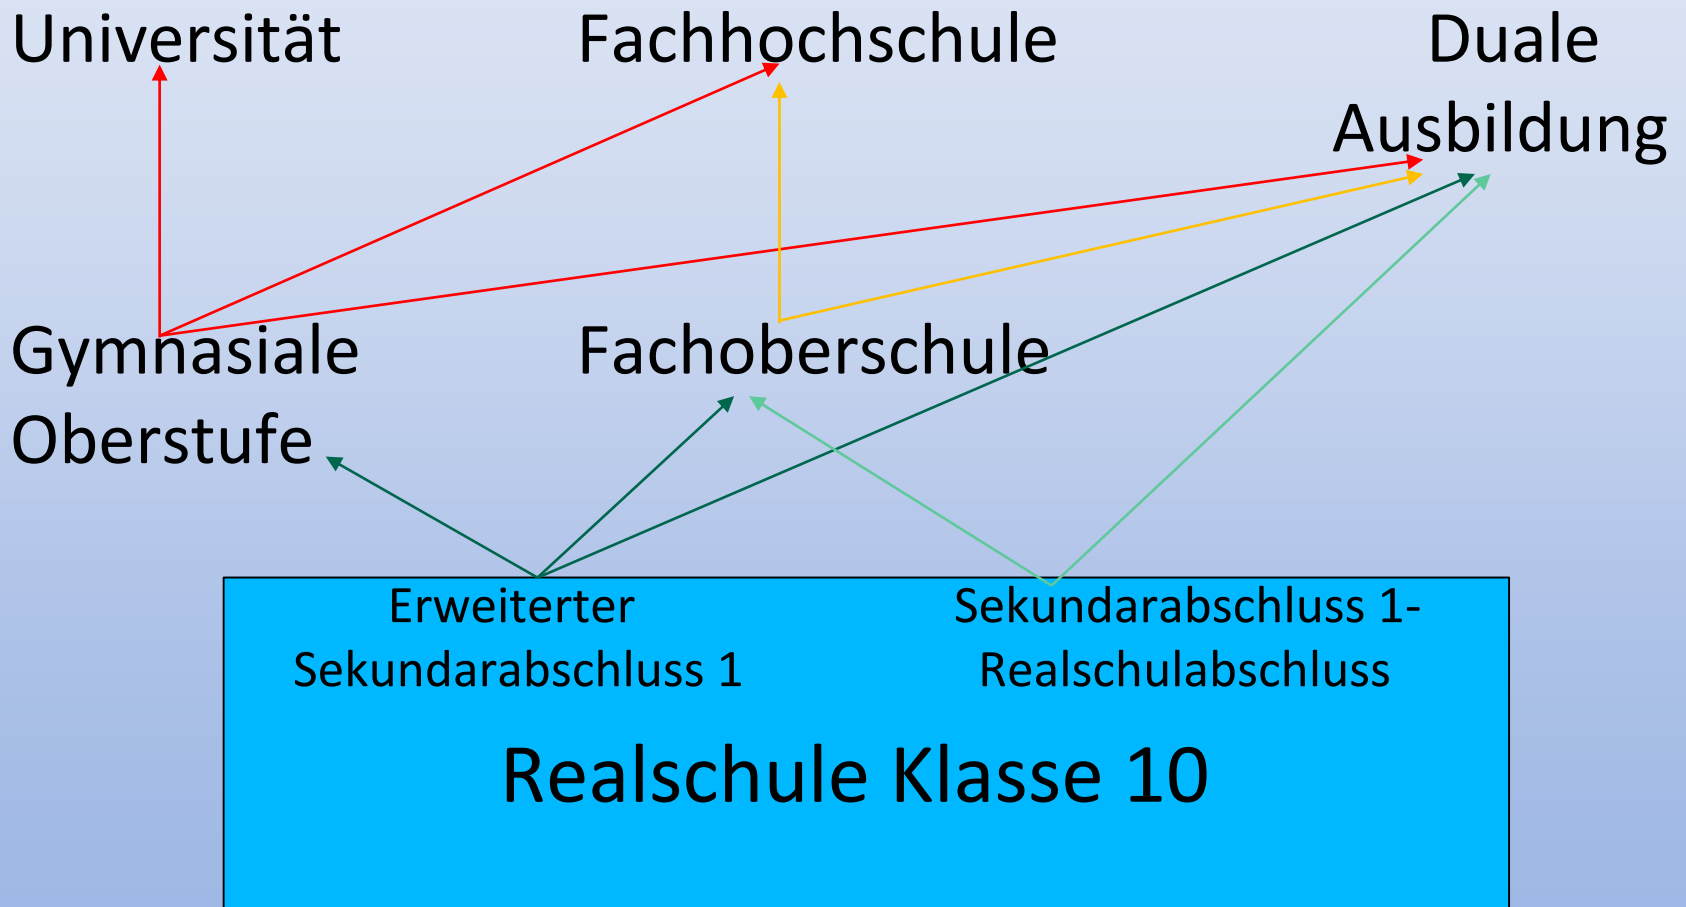 Universität
Fachhochschule
Duale
Ausbildung
Gymnasiale
Oberstufe
Fachoberschule
Erweiterter
Sekundarabschluss 1
Sekundarabschluss 1-
Realschulabschluss
Realschule Klasse 10